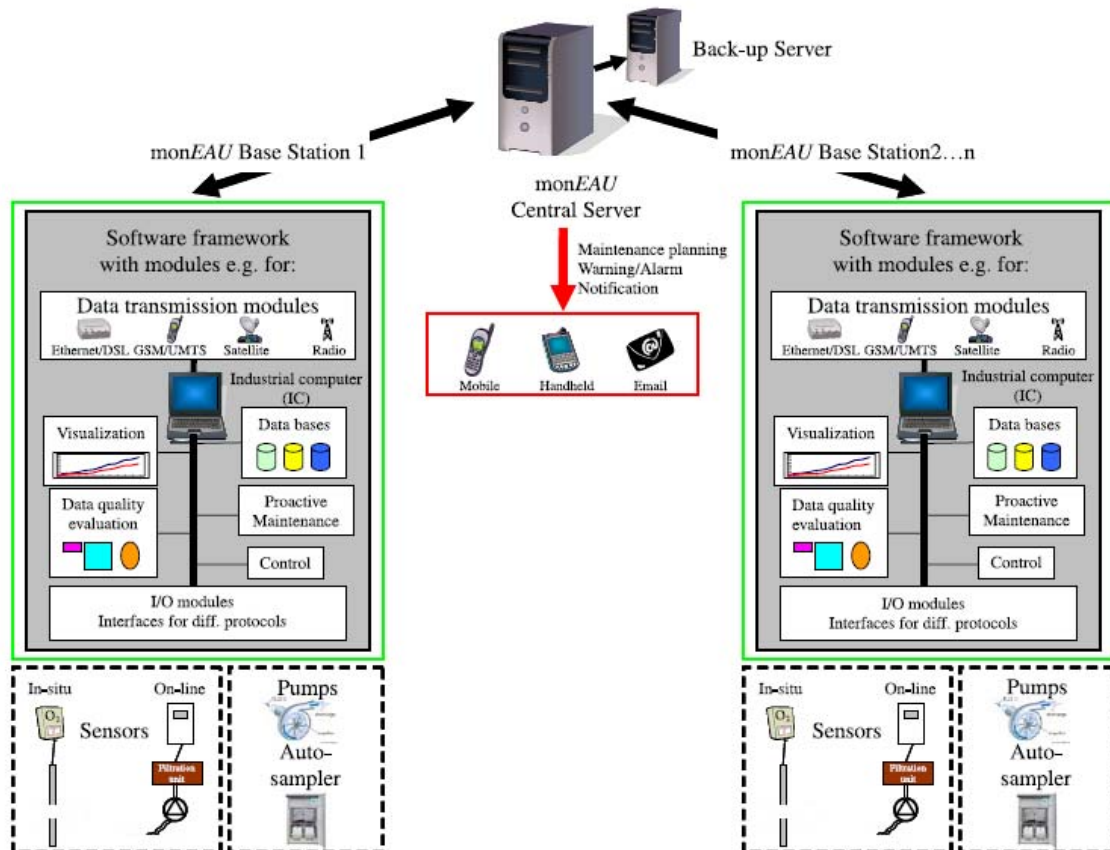 Back-up Server
monEAU Base Station 1
monEAU Base Station2...n
monEAU
Central Server
Maintenance planning
Warning/Alarm
Notification
Mobile
Handheld
Email
Software framework
with modules e.g. for:
Data transmission modules
Ethernet/DSL
GSM/UMTS
Satellite
Radio
Industrial computer
(IC)
Visualization
Data bases
Data quality
evaluation
Proactive
Maintenance
Control
I/O modules
Interfaces for diff. protocols
In-situ
On-line
O2
Sensors
Filtration
unit
Pumps
Auto-
sampler
Software framework
with modules e.g. for:
Data transmission modules
Ethernet/DSL
GSM/UMTS
Satellite
Radio
Industrial computer
(IC)
Visualization
Data bases
Data quality
evaluation
Proactive
Maintenance
Control
I/O modules
Interfaces for diff. protocols
In-situ
On-line
O2
Sensors
Filtration
unit
Pumps
Auto-
sampler